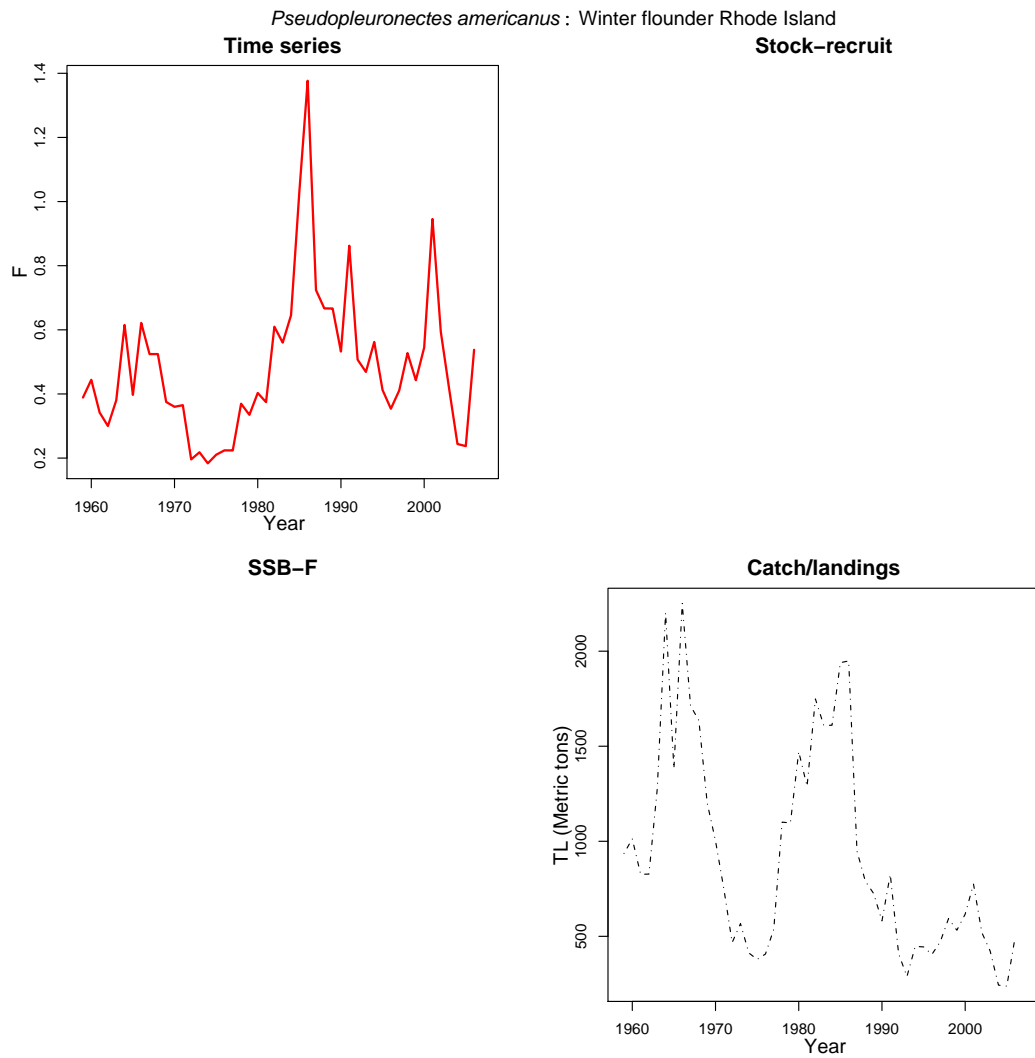 Pseudopleuronectes americanus : Winter flounder Rhode Island
Time series
Stock−recruit
F
1.4
1.2
1.0
0.8
0.6
0.4
0.2
1960 1970 1980 1990 2000
Year
SSB−F
Catch/landings
TL (Metric tons)
2000
1500
1000
500
1960 1970 1980 1990 2000
Year